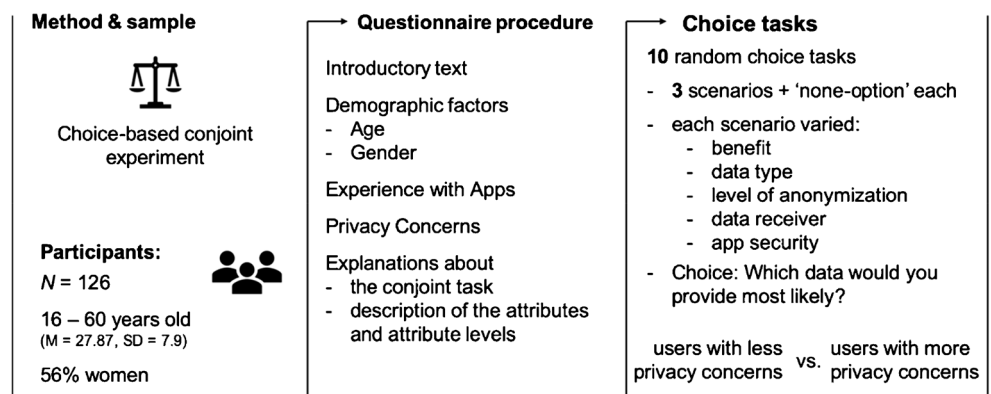 Method & sample
Choice-based conjoint
experiment
Participants:
N = 126
16 – 60 years old
(M = 27.87, SD = 7.9)
56% women
Questionnaire procedure
Introductory text
Demographic factors
- Age
- Gender
Experience with Apps
Privacy Concerns
Explanations about
- the conjoint task
- description of the attributes
and attribute levels
Choice tasks
10 random choice tasks
- 3 scenarios + ‘none-option’ each
- each scenario varied:
- benefit
- data type
- level of anonymization
- data receiver
- app security
- Choice: Which data would you
provide most likely?
users with less
privacy concerns
vs.
users with more
privacy concerns